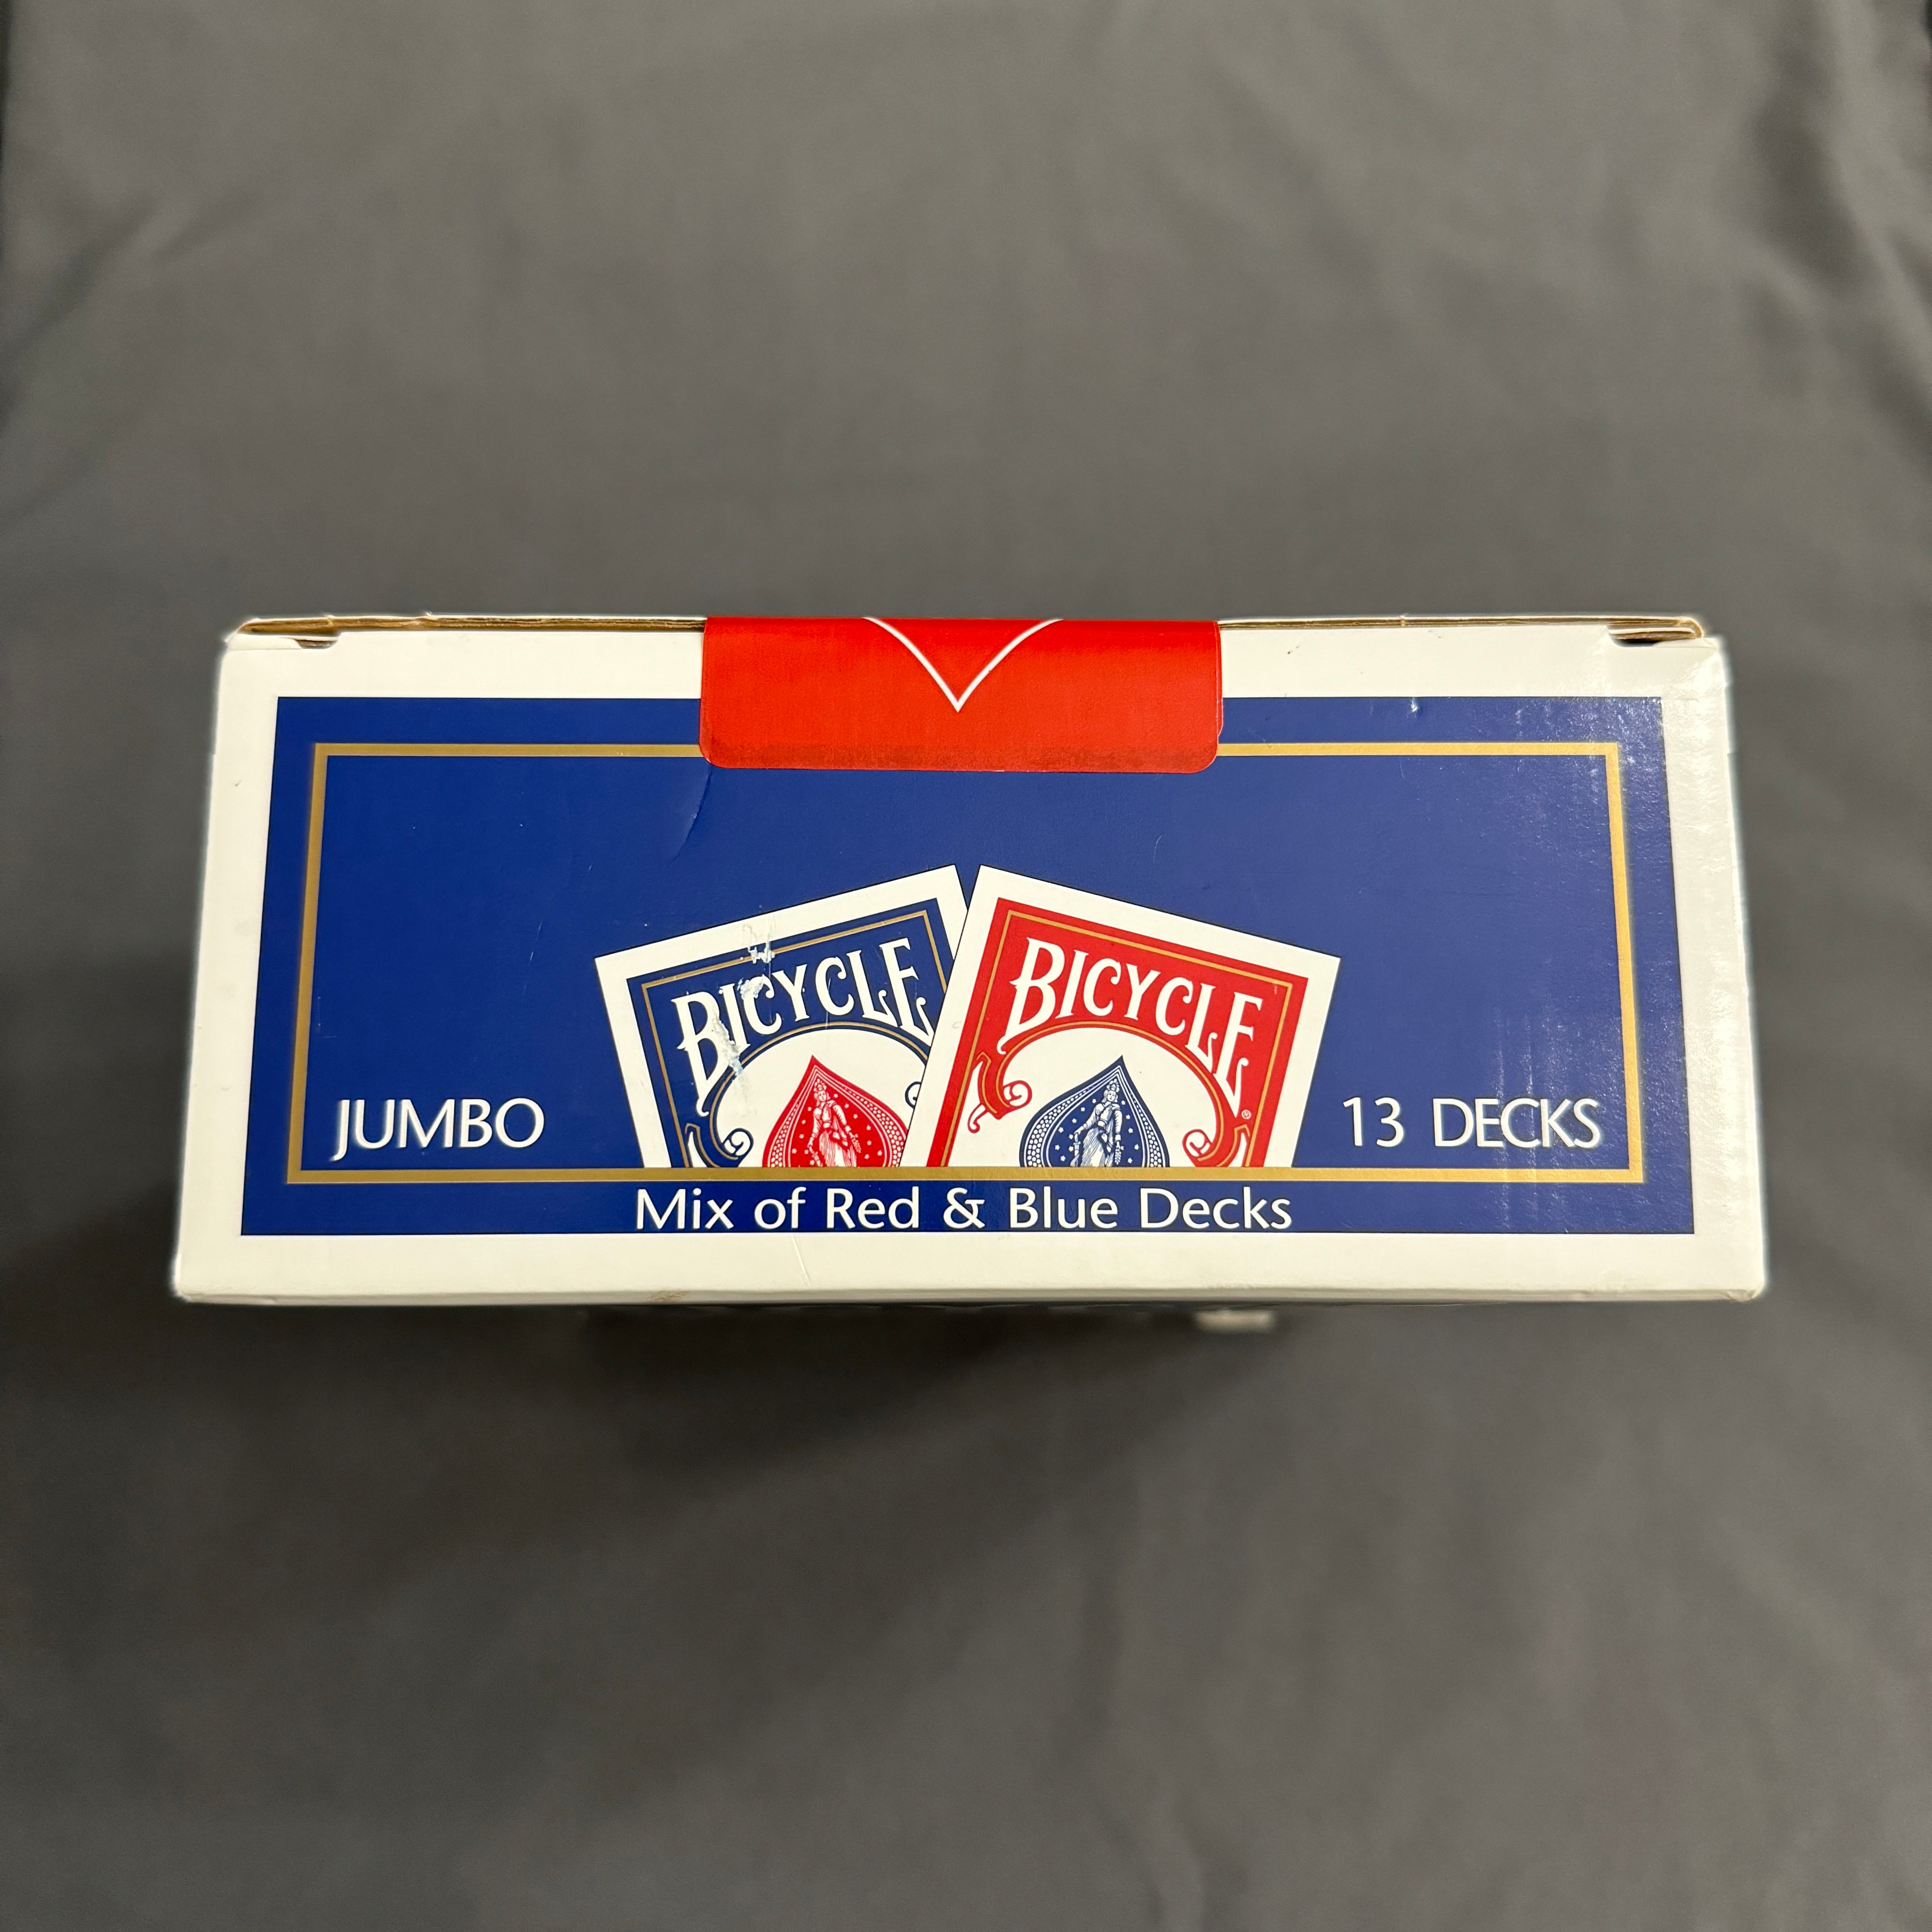 BICYCLE
BICYCLE®
JUMBO
13 DECKS
Mix of Red & Blue Decks